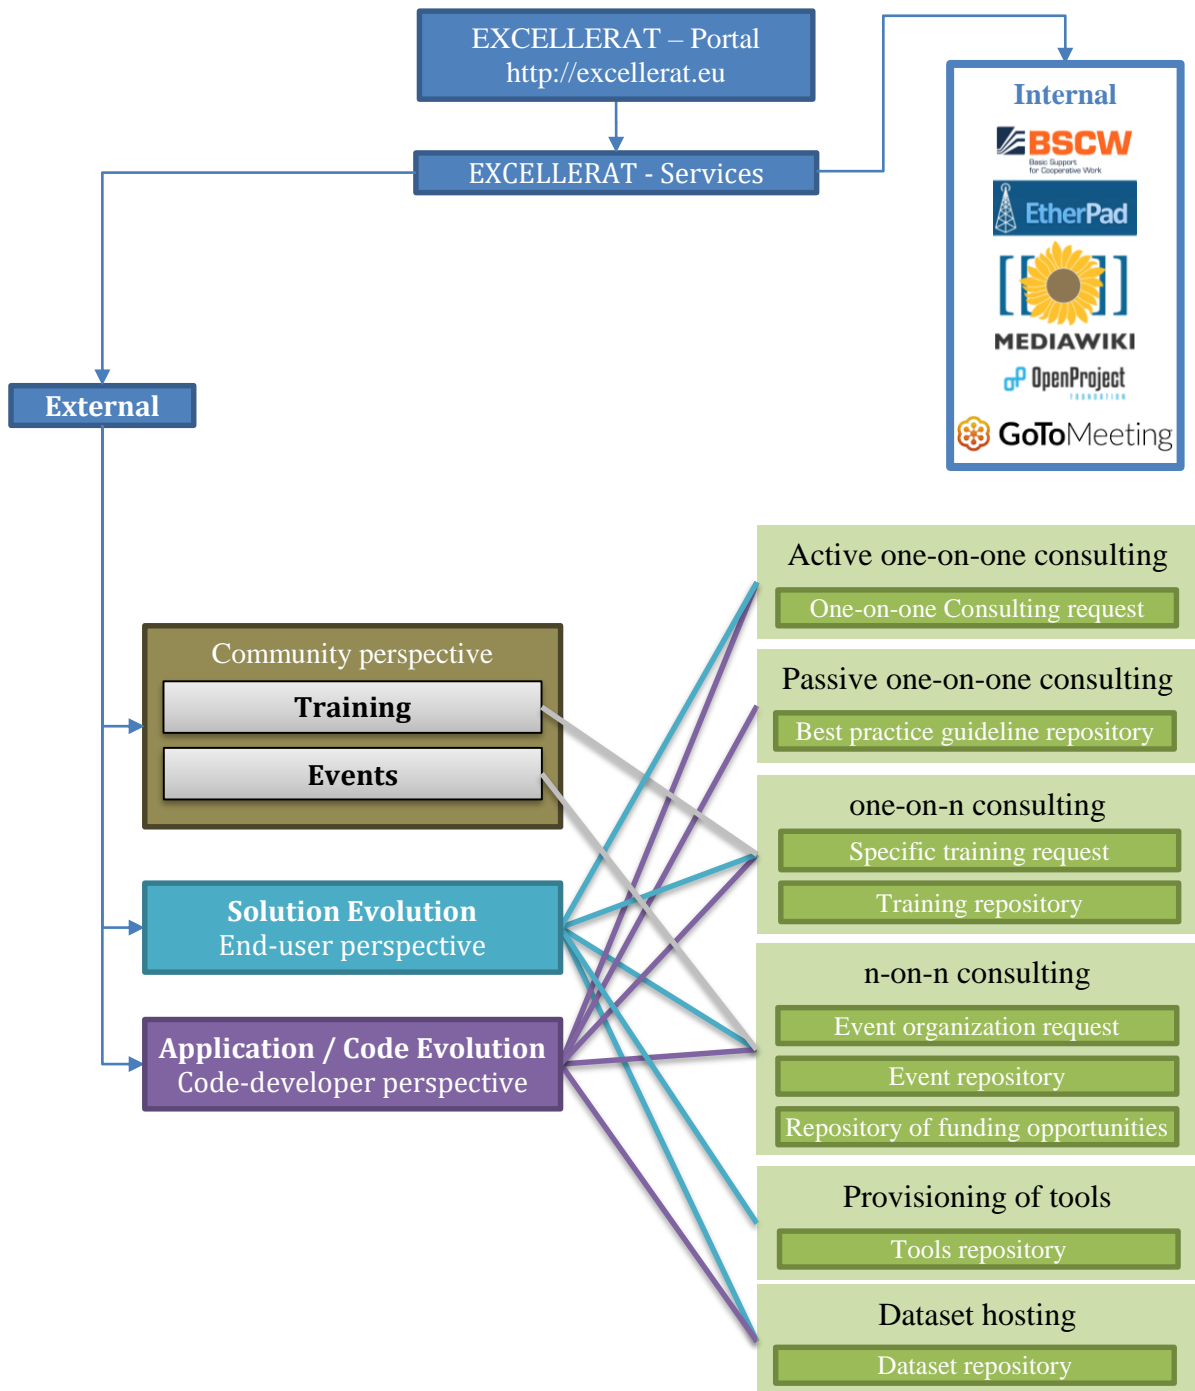 EXCELLERAT – Portal
http://excellerat.eu
EXCELLERAT - Services
Internal
BSCW
Basic Support
for Cooperative Work
EtherPad
MEDIAWIKI
OpenProject
FOUNDATION
GoToMeeting
External
Community perspective
Training
Events
Solution Evolution
End-user perspective
Application / Code Evolution
Code-developer perspective
Active one-on-one consulting
One-on-one Consulting request
Passive one-on-one consulting
Best practice guideline repository
one-on-n consulting
Specific training request
Training repository
n-on-n consulting
Event organization request
Event repository
Repository of funding opportunities
Provisioning of tools
Tools repository
Dataset hosting
Dataset repository